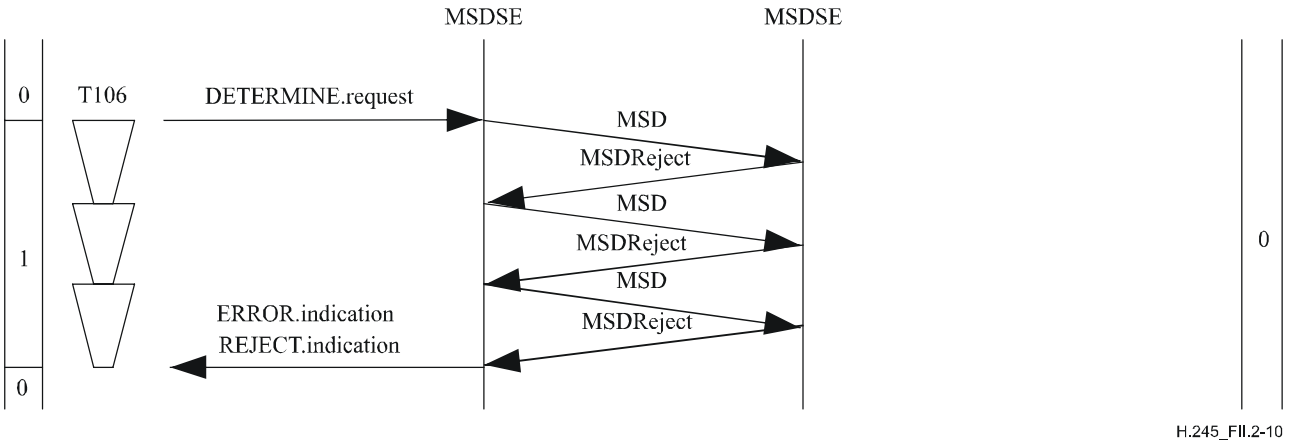 MSDSE
MSDSE
0
T106
DETERMINE.request
MSD
MSDReject
MSD
MSDReject
MSD
MSDReject
1
0
ERROR.indication
REJECT.indication
0
H.245_FII.2-10